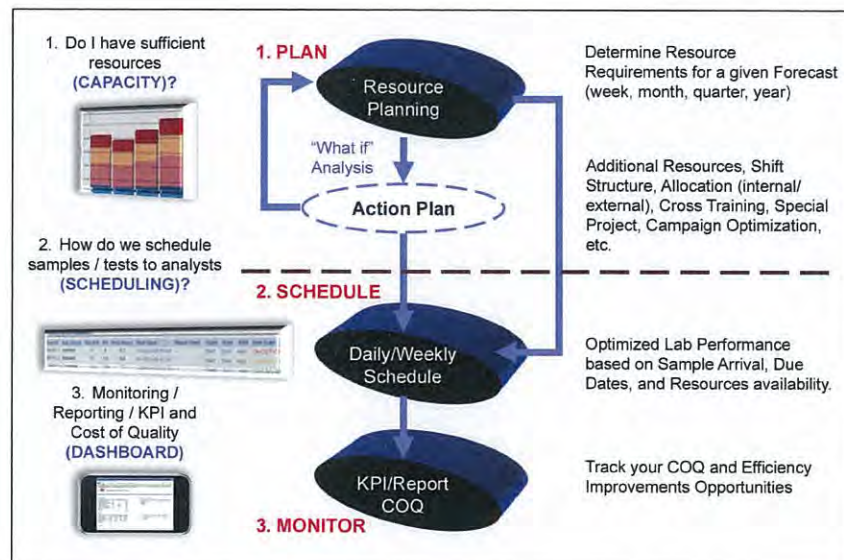 1. Do I have sufficient
resources
(CAPACITY)?
2. How do we schedule
samples / tests to analysts
(SCHEDULING)?
3. Monitoring /
Reporting / KPI and
Cost of Quality
(DASHBOARD)
1. PLAN
Resource
Planning
"What if"
Analysis
Action Plan
2. SCHEDULE
Daily/Weekly
Schedule
KPI/Report
COQ
3. MONITOR
Determine Resource
Requirements for a given Forecast
(week, month, quarter, year)
Additional Resources, Shift
Structure, Allocation (internal/
external), Cross Training, Special
Project, Campaign Optimization,
etc.
Optimized Lab Performance
based on Sample Arrival, Due
Dates, and Resources availability.
Track your COQ and Efficiency
Improvements Opportunities